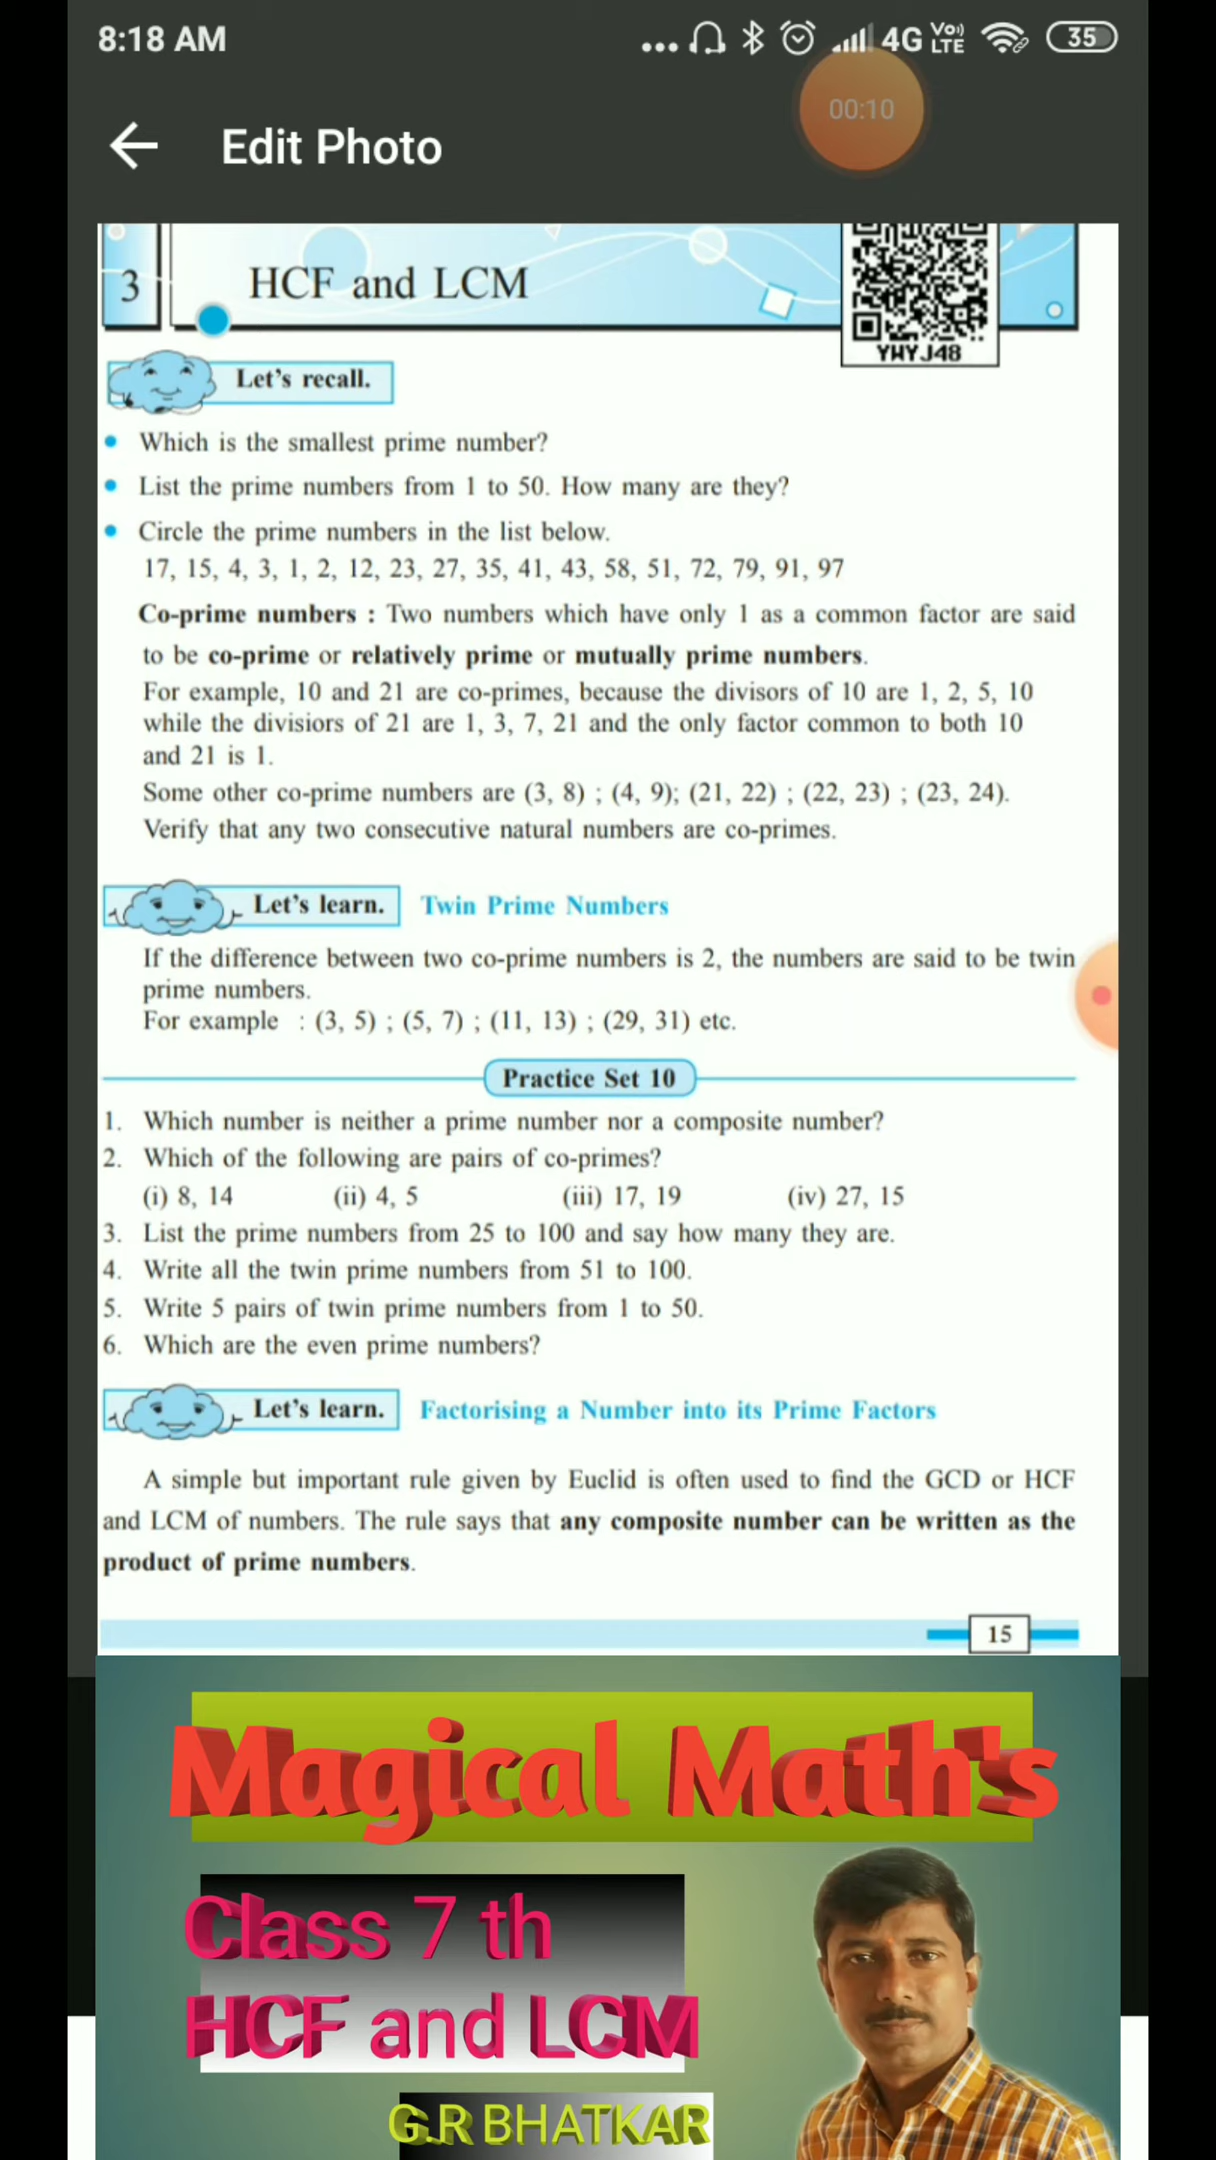 8:18 AM
4G Vo)) LTE 35
00:10
Edit Photo
3 HCF and LCM
YHYJ48
Let's recall.
• Which is the smallest prime number?
• List the prime numbers from 1 to 50. How many are they?
• Circle the prime numbers in the list below.
17, 15, 4, 3, 1, 2, 12, 23, 27, 35, 41, 43, 58, 51, 72, 79, 91, 97
Co-prime numbers : Two numbers which have only 1 as a common factor are said
to be co-prime or relatively prime or mutually prime numbers.
For example, 10 and 21 are co-primes, because the divisors of 10 are 1, 2, 5, 10
while the divisiors of 21 are 1, 3, 7, 21 and the only factor common to both 10
and 21 is 1.
Some other co-prime numbers are (3, 8) ; (4, 9); (21, 22) ; (22, 23) ; (23, 24).
Verify that any two consecutive natural numbers are co-primes.
Let's learn. Twin Prime Numbers
If the difference between two co-prime numbers is 2, the numbers are said to be twin
prime numbers.
For example : (3, 5) ; (5, 7) ; (11, 13) ; (29, 31) etc.
Practice Set 10
1. Which number is neither a prime number nor a composite number?
2. Which of the following are pairs of co-primes?
(i) 8, 14 (ii) 4, 5 (iii) 17, 19 (iv) 27, 15
3. List the prime numbers from 25 to 100 and say how many they are.
4. Write all the twin prime numbers from 51 to 100.
5. Write 5 pairs of twin prime numbers from 1 to 50.
6. Which are the even prime numbers?
Let's learn. Factorising a Number into its Prime Factors
A simple but important rule given by Euclid is often used to find the GCD or HCF
and LCM of numbers. The rule says that any composite number can be written as the
product of prime numbers.
15
Magical Math's
Class 7 th
HCF and LCM
G.R BHATKAR